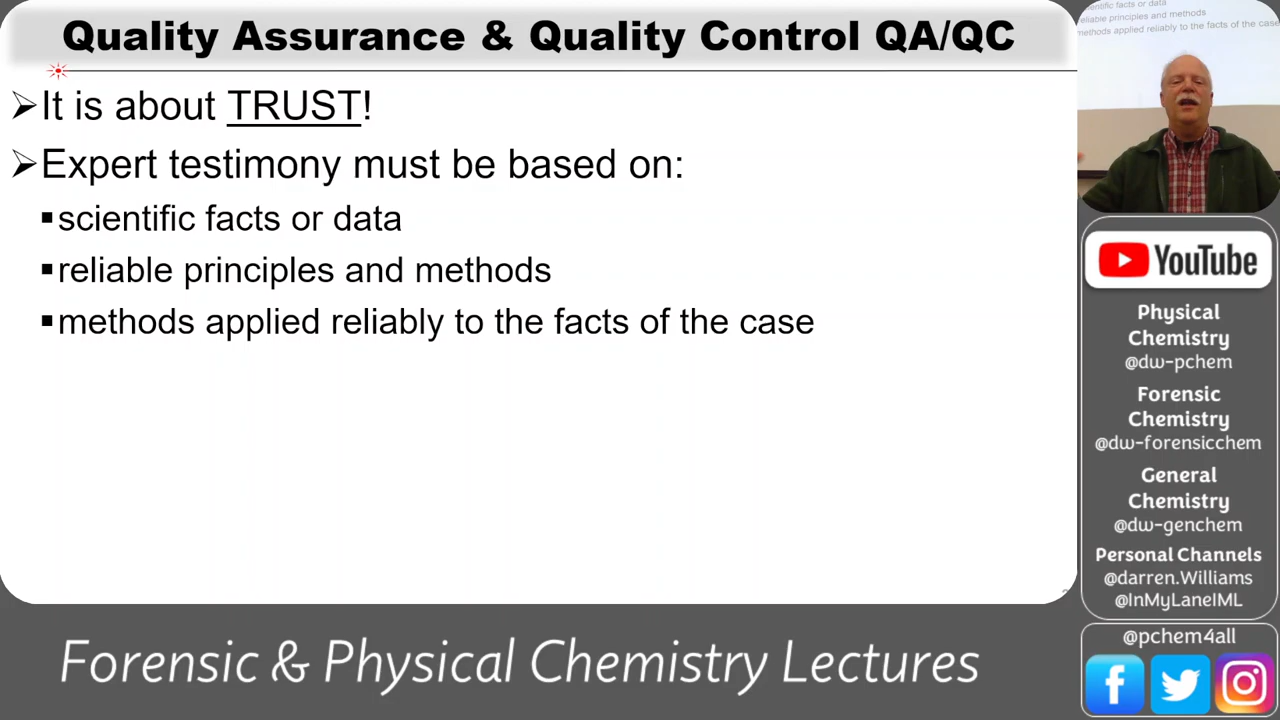 Quality Assurance & Quality Control QA/QC
➢It is about TRUST!
➢Expert testimony must be based on:
▪scientific facts or data
▪reliable principles and methods
▪methods applied reliably to the facts of the case
scientific facts or data
reliable principles and methods
methods applied reliably to the facts of the case
YouTube
Physical
Chemistry
@dw-pchem
Forensic
Chemistry
@dw-forensicchem
General
Chemistry
@dw-genchem
Personal Channels
@darren.Williams
@InMyLaneIML
@pchem4all
Forensic & Physical Chemistry Lectures